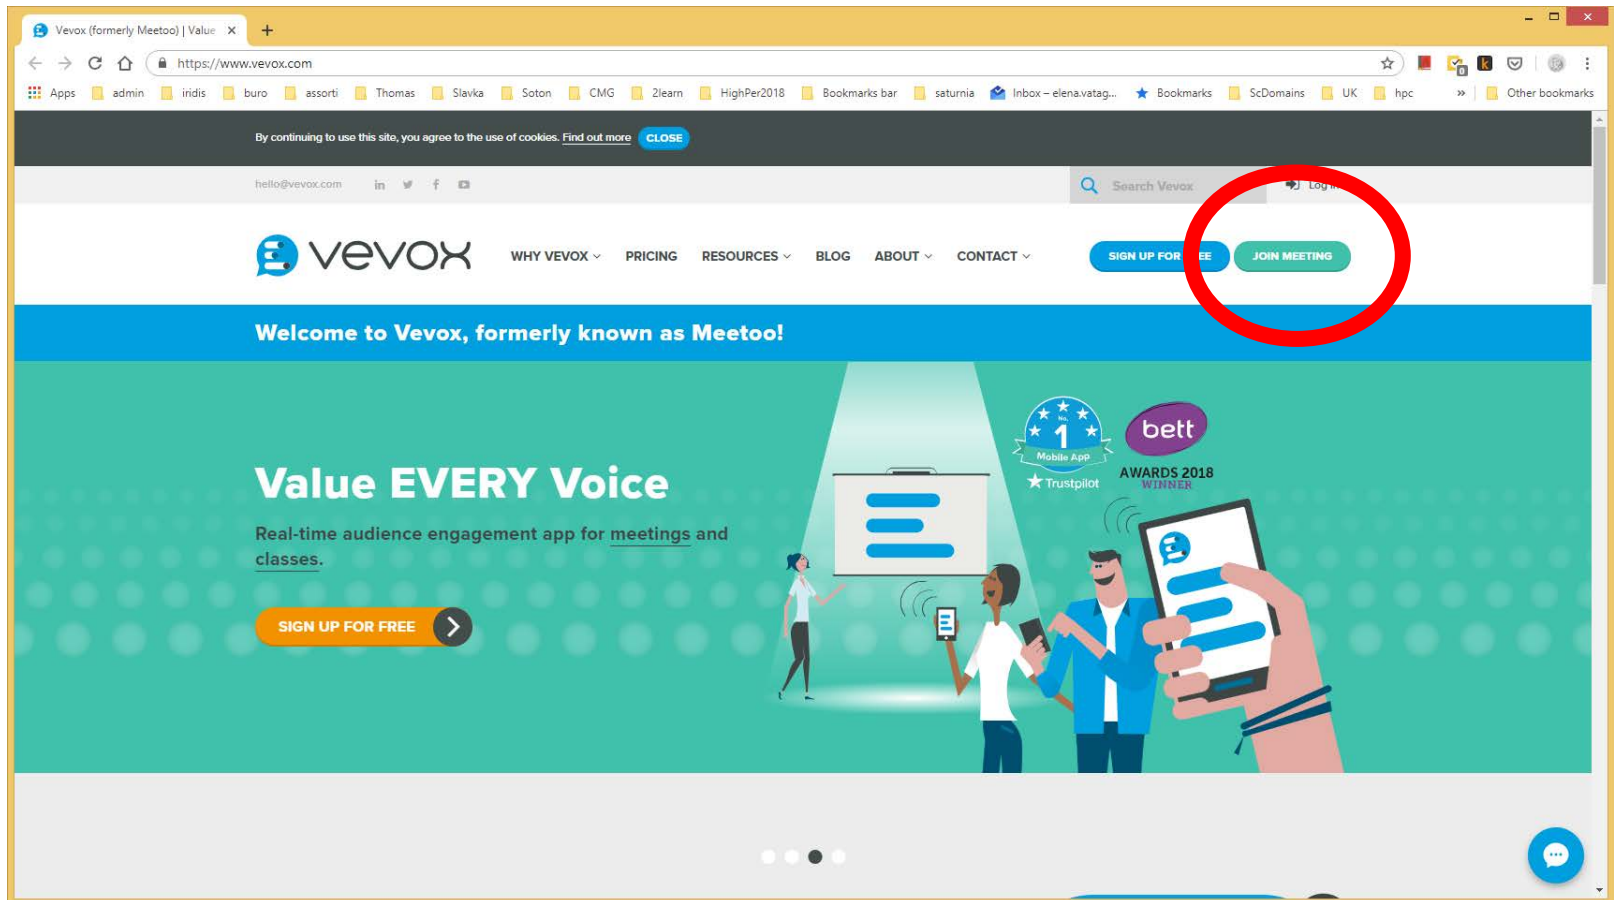 Vevox (formerly Meetoo) | Value
https://www.vevox.com
Apps admin iridis buro assorti Thomas Slavka Soton CMG 2learn HighPer2018 Bookmarks bar saturnia Inbox – elena.vatag... Bookmarks ScDomains UK hpc » Other bookmarks
By continuing to use this site, you agree to the use of cookies. Find out more CLOSE
hello@vevox.com Search Vevox Log in
vevox WHY VEVOX PRICING RESOURCES BLOG ABOUT CONTACT SIGN UP FOR FREE JOIN MEETING
Welcome to Vevox, formerly known as Meetoo!
No.
1
Mobile App
Trustpilot
bett
AWARDS 2018
WINNER
Value EVERY Voice
Real-time audience engagement app for meetings and
classes.
SIGN UP FOR FREE